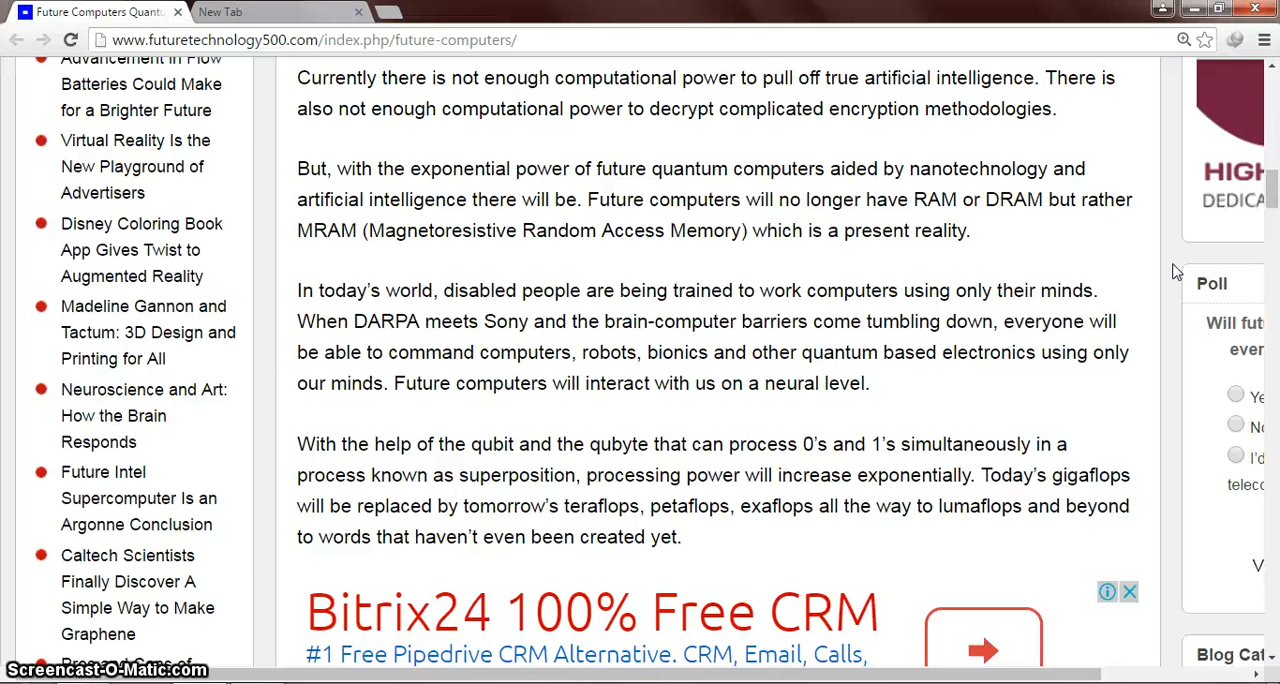 Future Computers Quantu
New Tab
www.futuretechnology500.com/index.php/future-computers/
Advancement in Flow
Batteries Could Make
for a Brighter Future
Virtual Reality Is the
New Playground of
Advertisers
Disney Coloring Book
App Gives Twist to
Augmented Reality
Madeline Gannon and
Tactum: 3D Design and
Printing for All
Neuroscience and Art:
How the Brain
Responds
Future Intel
Supercomputer Is an
Argonne Conclusion
Caltech Scientists
Finally Discover A
Simple Way to Make
Graphene
Currently there is not enough computational power to pull off true artificial intelligence. There is
also not enough computational power to decrypt complicated encryption methodologies.
But, with the exponential power of future quantum computers aided by nanotechnology and
artificial intelligence there will be. Future computers will no longer have RAM or DRAM but rather
MRAM (Magnetoresistive Random Access Memory) which is a present reality.
In today's world, disabled people are being trained to work computers using only their minds.
When DARPA meets Sony and the brain-computer barriers come tumbling down, everyone will
be able to command computers, robots, bionics and other quantum based electronics using only
our minds. Future computers will interact with us on a neural level.
With the help of the qubit and the qubyte that can process 0's and 1's simultaneously in a
process known as superposition, processing power will increase exponentially. Today's gigaflops
will be replaced by tomorrow's teraflops, petaflops, exaflops all the way to lumaflops and beyond
to words that haven't even been created yet.
Bitrix24 100% Free CRM
#1 Free Pipedrive CRM Alternative. CRM, Email, Calls,
HIGH
DEDICA
Poll
Will fut
ever
Ye
No
I'd
telec
V
Blog Cat
Screencast-O-Matic.com